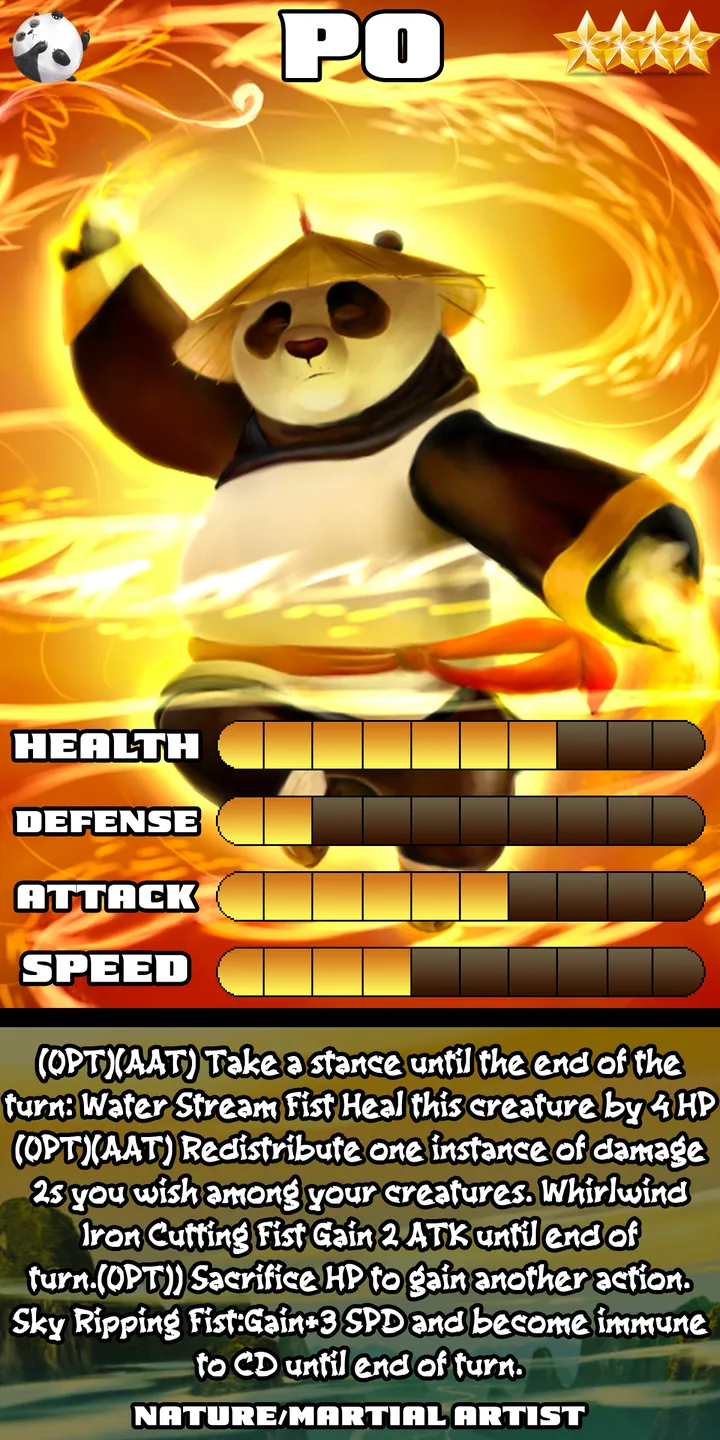 PO
HEALTH
DEFENSE
ATTACK
SPEED
(OPT)(AAT) Take a stance until the end of the
turn: Water Stream Fist Heal this creature by 4 HP
(OPT)(AAT) Redistribute one instance of damage
2s you wish among your creatures. Whirlwind
Iron Cutting Fist Gain 2 ATK until end of
turn.(OPT)) Sacrifice HP to gain another action.
Sky Ripping Fist:Gain+3 SPD and become immune
to CD until end of turn.
NATURE/MARTIAL ARTIST